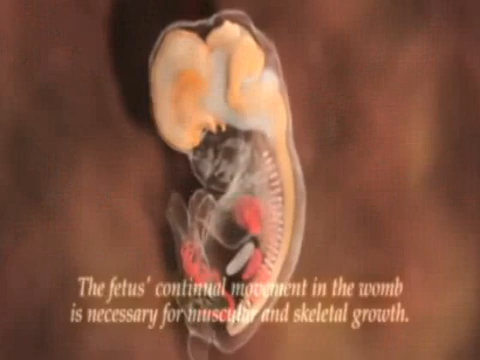 The fetus' continual movement in the womb
is necessary for muscular and skeletal growth.